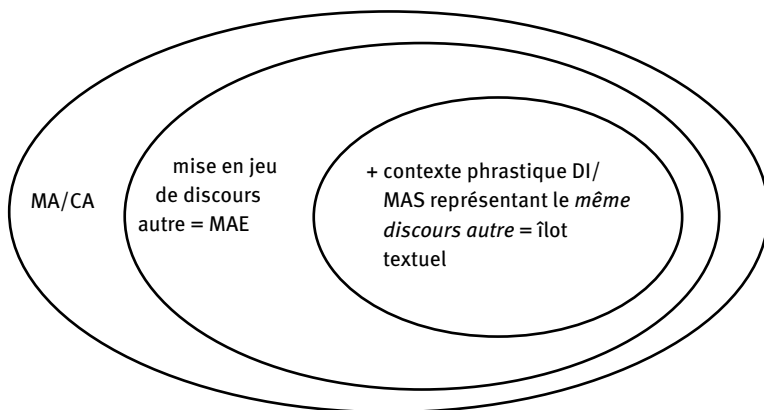 MA/CA
mise en jeu
de discours
autre = MAE
+ contexte phrastique DI/
MAS représentant le même
discours autre = îlot
textuel